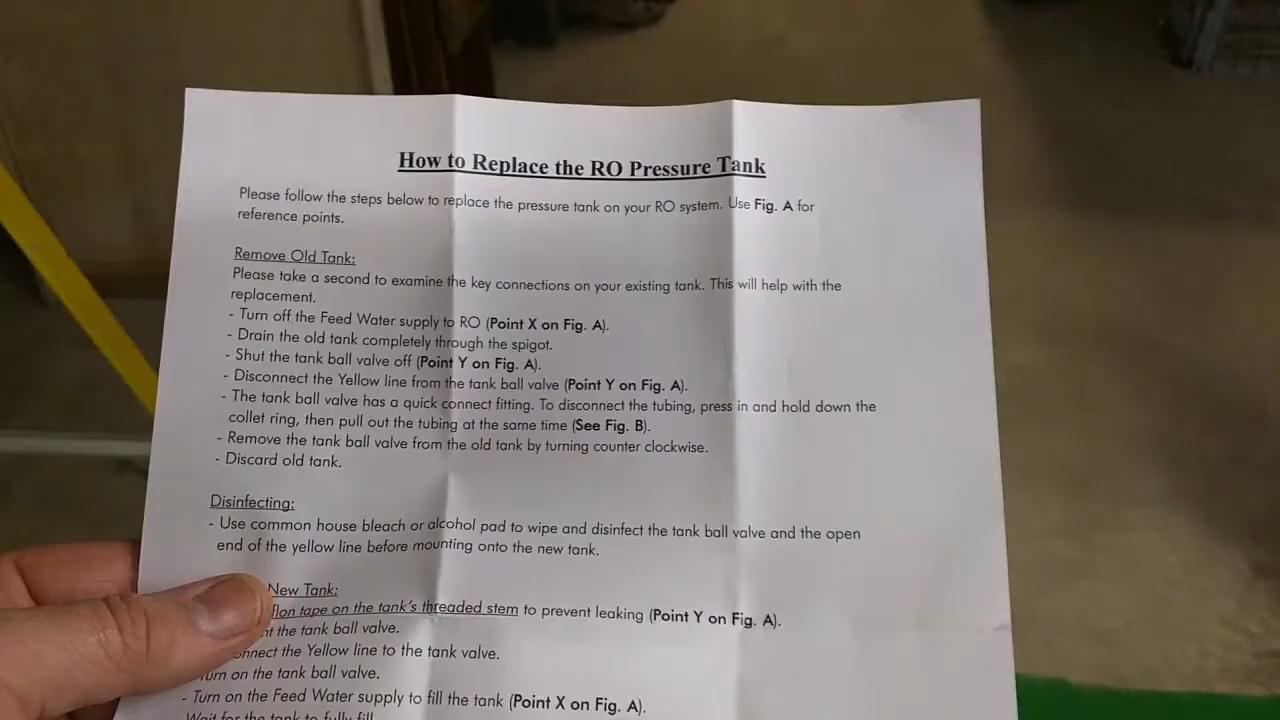 How to Replace the RO Pressure Tank
Please follow the steps below to replace the pressure tank on your RO system. Use Fig. A for
reference points.
Remove Old Tank:
Please take a second to examine the key connections on your existing tank. This will help with the
replacement.
- Turn off the Feed Water supply to RO (Point X on Fig. A).
- Drain the old tank completely through the spigot.
- Shut the tank ball valve off (Point Y on Fig. A).
- Disconnect the Yellow line from the tank ball valve (Point Y on Fig. A).
- The tank ball valve has a quick connect fitting. To disconnect the tubing, press in and hold down the
collet ring, then pull out the tubing at the same time (See Fig. B).
- Remove the tank ball valve from the old tank by turning counter clockwise.
- Discard old tank.
Disinfecting:
- Use common house bleach or alcohol pad to wipe and disinfect the tank ball valve and the open
end of the yellow line before mounting onto the new tank.
New Tank:
tape on the tank's threaded stem to prevent leaking (Point Y on Fig. A).
the tank ball valve.
the Yellow line to the tank valve.
Turn on the tank ball valve.
- Turn on the Feed Water supply to fill the tank (Point X on Fig. A).
Wait for the tank to fully fill